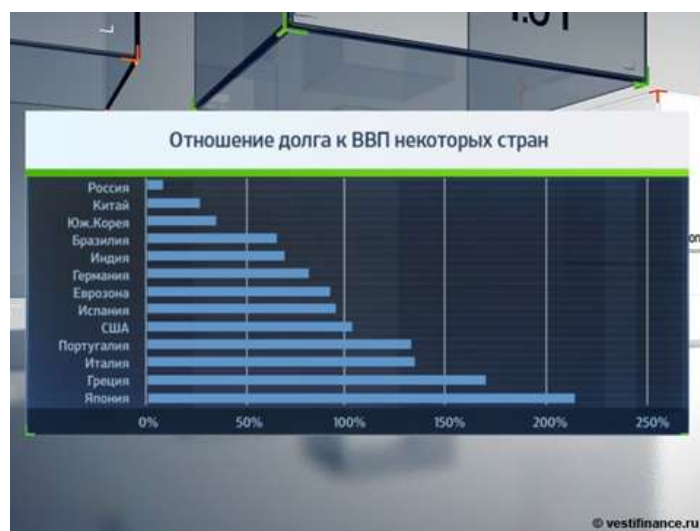 Отношение долга к ВВП некоторых стран
Россия
Китай
Юж.Корея
Бразилия
Индия
Германия
Еврозона
Испания
США
Португалия
Италия
Греция
Япония
0% 50% 100% 150% 200% 250%
© vestifinance.ru